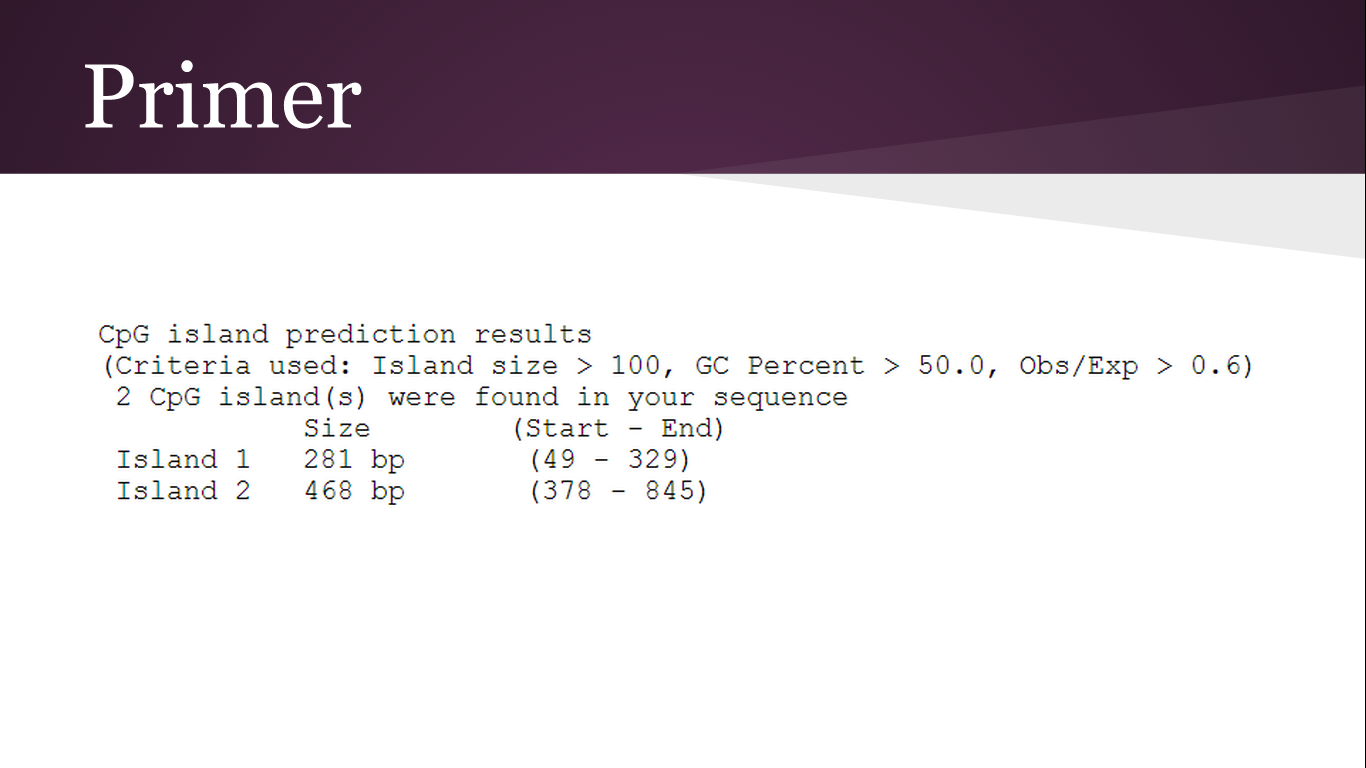 Primer
CpG island prediction results
(Criteria used: Island size > 100, GC Percent > 50.0, Obs/Exp > 0.6)
2 CpG island(s) were found in your sequence
Size (Start - End)
Island 1 281 bp (49 - 329)
Island 2 468 bp (378 - 845)